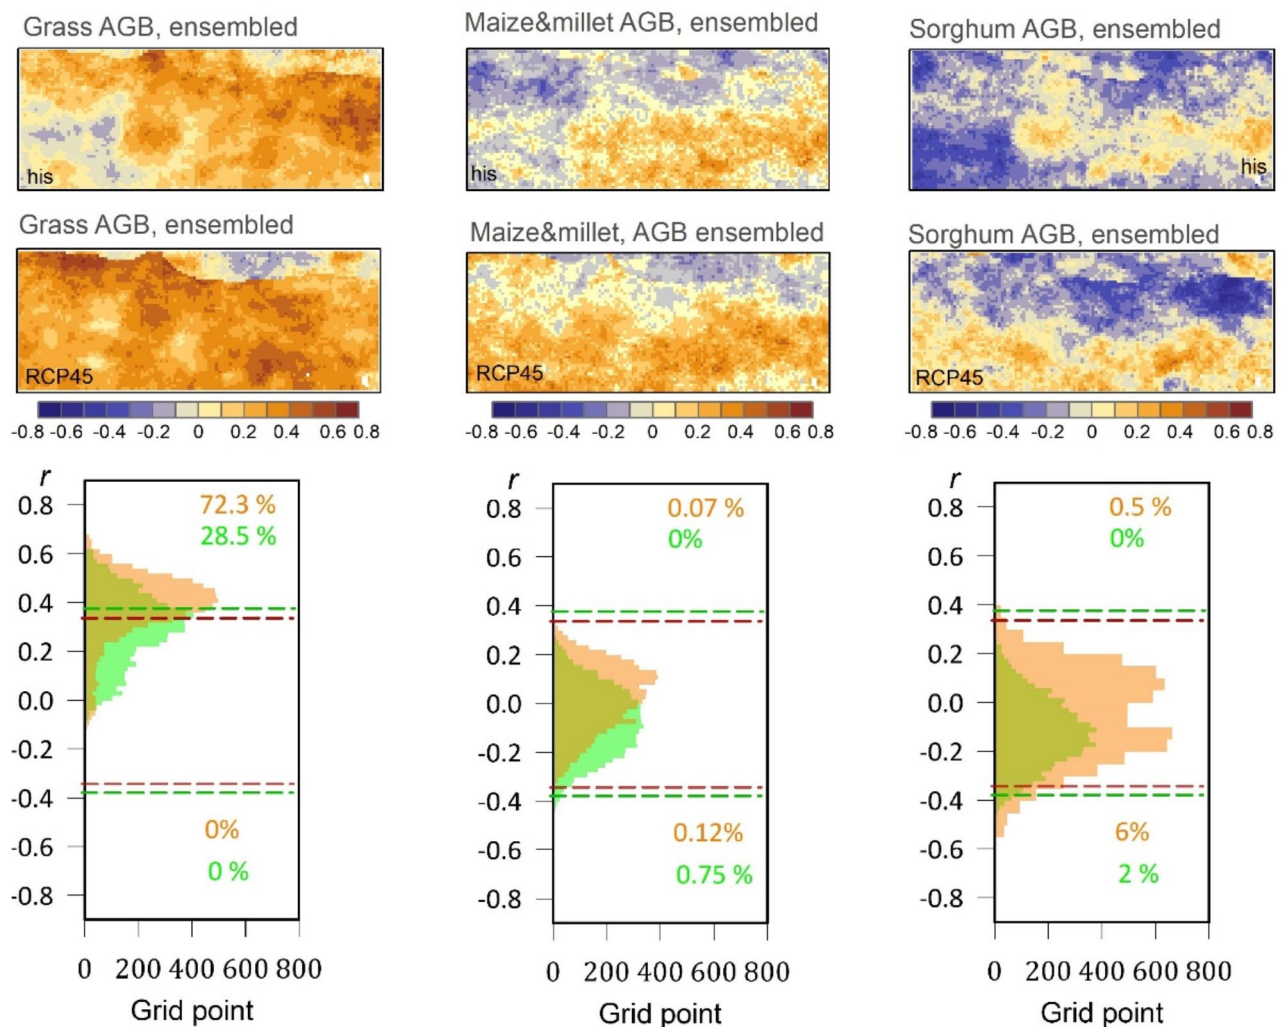 Grass AGB, ensembled
Maize&millet AGB, ensembled
Sorghum AGB, ensembled
his
his
his
Grass AGB, ensembled
Maize&millet, AGB ensembled
Sorghum AGB, ensembled
RCP45
RCP45
RCP45
-0.8 -0.6 -0.4 -0.2 0 0.2 0.4 0.6 0.8
-0.8 -0.6 -0.4 -0.2 0 0.2 0.4 0.6 0.8
-0.8 -0.6 -0.4 -0.2 0 0.2 0.4 0.6 0.8
r
0.8
0.6
0.4
0.2
0.0
-0.2
-0.4
-0.6
-0.8
72.3 %
28.5 %
0%
0 %
0 200 400 600 800
Grid point
r
0.8
0.6
0.4
0.2
0.0
-0.2
-0.4
-0.6
-0.8
0.07 %
0%
0.12%
0.75 %
0 200 400 600 800
Grid point
r
0.8
0.6
0.4
0.2
0.0
-0.2
-0.4
-0.6
-0.8
0.5 %
0%
6%
2 %
0 200 400 600 800
Grid point